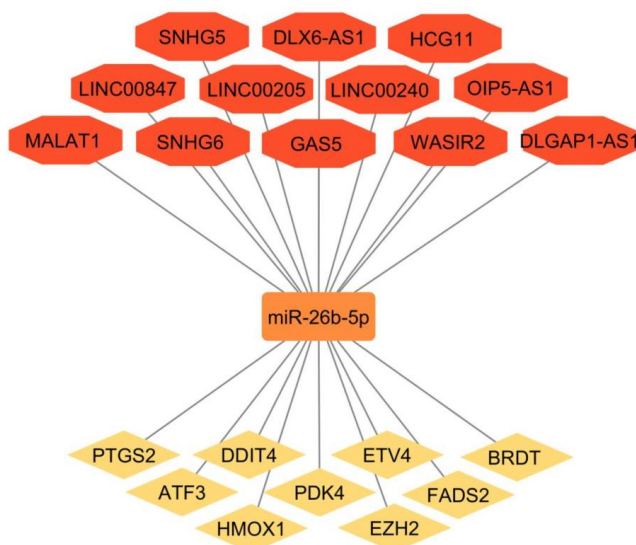 SNHG5
DLX6-AS1
HCG11
LINC00847
LINC00205
LINC00240
OIP5-AS1
MALAT1
SNHG6
GAS5
WASIR2
DLGAP1-AS1
miR-26b-5p
PTGS2
DDIT4
ETV4
BRDT
ATF3
PDK4
FADS2
HMOX1
EZH2